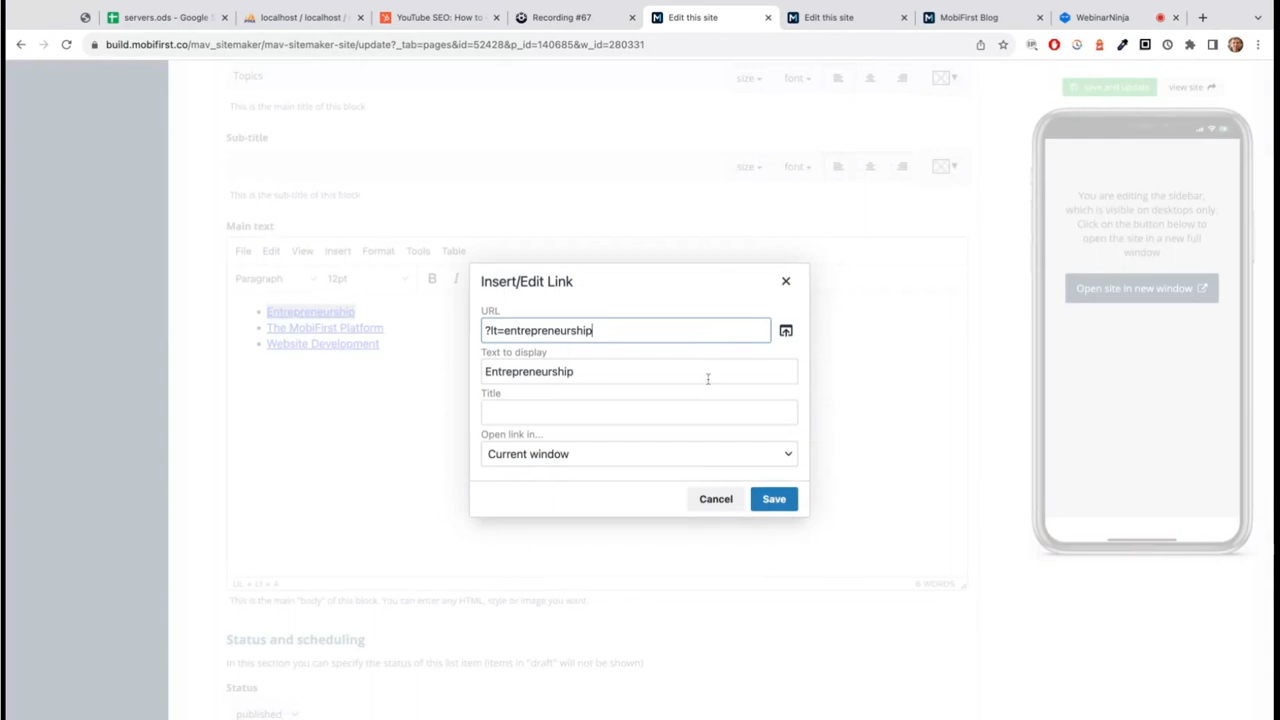 servers.ods - Google S
localhost / localhost /
YouTube SEO: How to
Recording #67
Edit this site
Edit this site
MobiFirst Blog
WebinarNinja
build.mobifirst.co/mav_sitemaker/mav-sitemaker-site/update?_tab=pages&id=52428&p_id=140685&w_id=280331
Topics
size
font
save and update
view site
This is the main title of this block
Sub-title
size
font
This is the sub-title of this block
You are editing the sidebar,
which is visible on desktops only.
Click on the button below to
open the site in a new full
window
Open site in new window
Main text
File Edit View Insert Format Tools Table
Paragraph 12pt B I
Entrepreneurship
The MobiFirst Platform
Website Development
Insert/Edit Link
URL
?lt=entrepreneurship
Text to display
Entrepreneurship
Title
Open link in...
Current window
Cancel Save
UL » LI » A
6 WORDS
This is the main "body" of this block. You can enter any HTML, style or image you want.
Status and scheduling
In this section you can specify the status of this list item (items in "draft" will not be shown)
Status
published